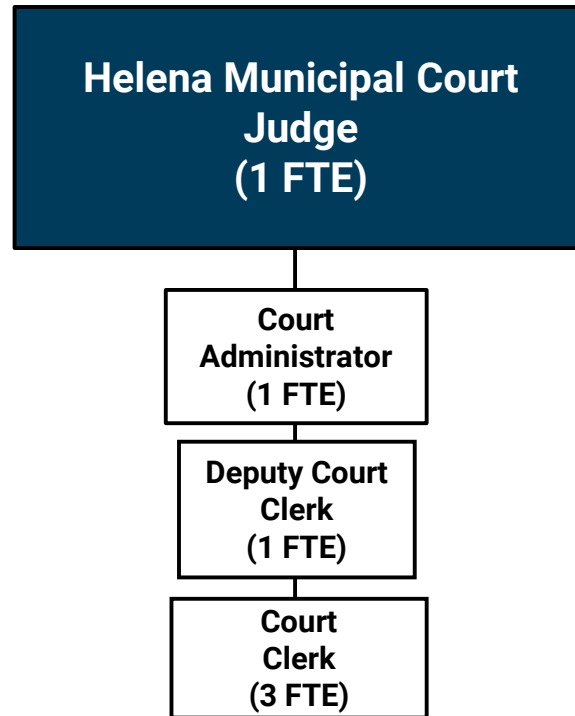 Helena Municipal Court
Judge
(1 FTE)
Court
Administrator
(1 FTE)
Deputy Court
Clerk
(1 FTE)
Court
Clerk
(3 FTE)